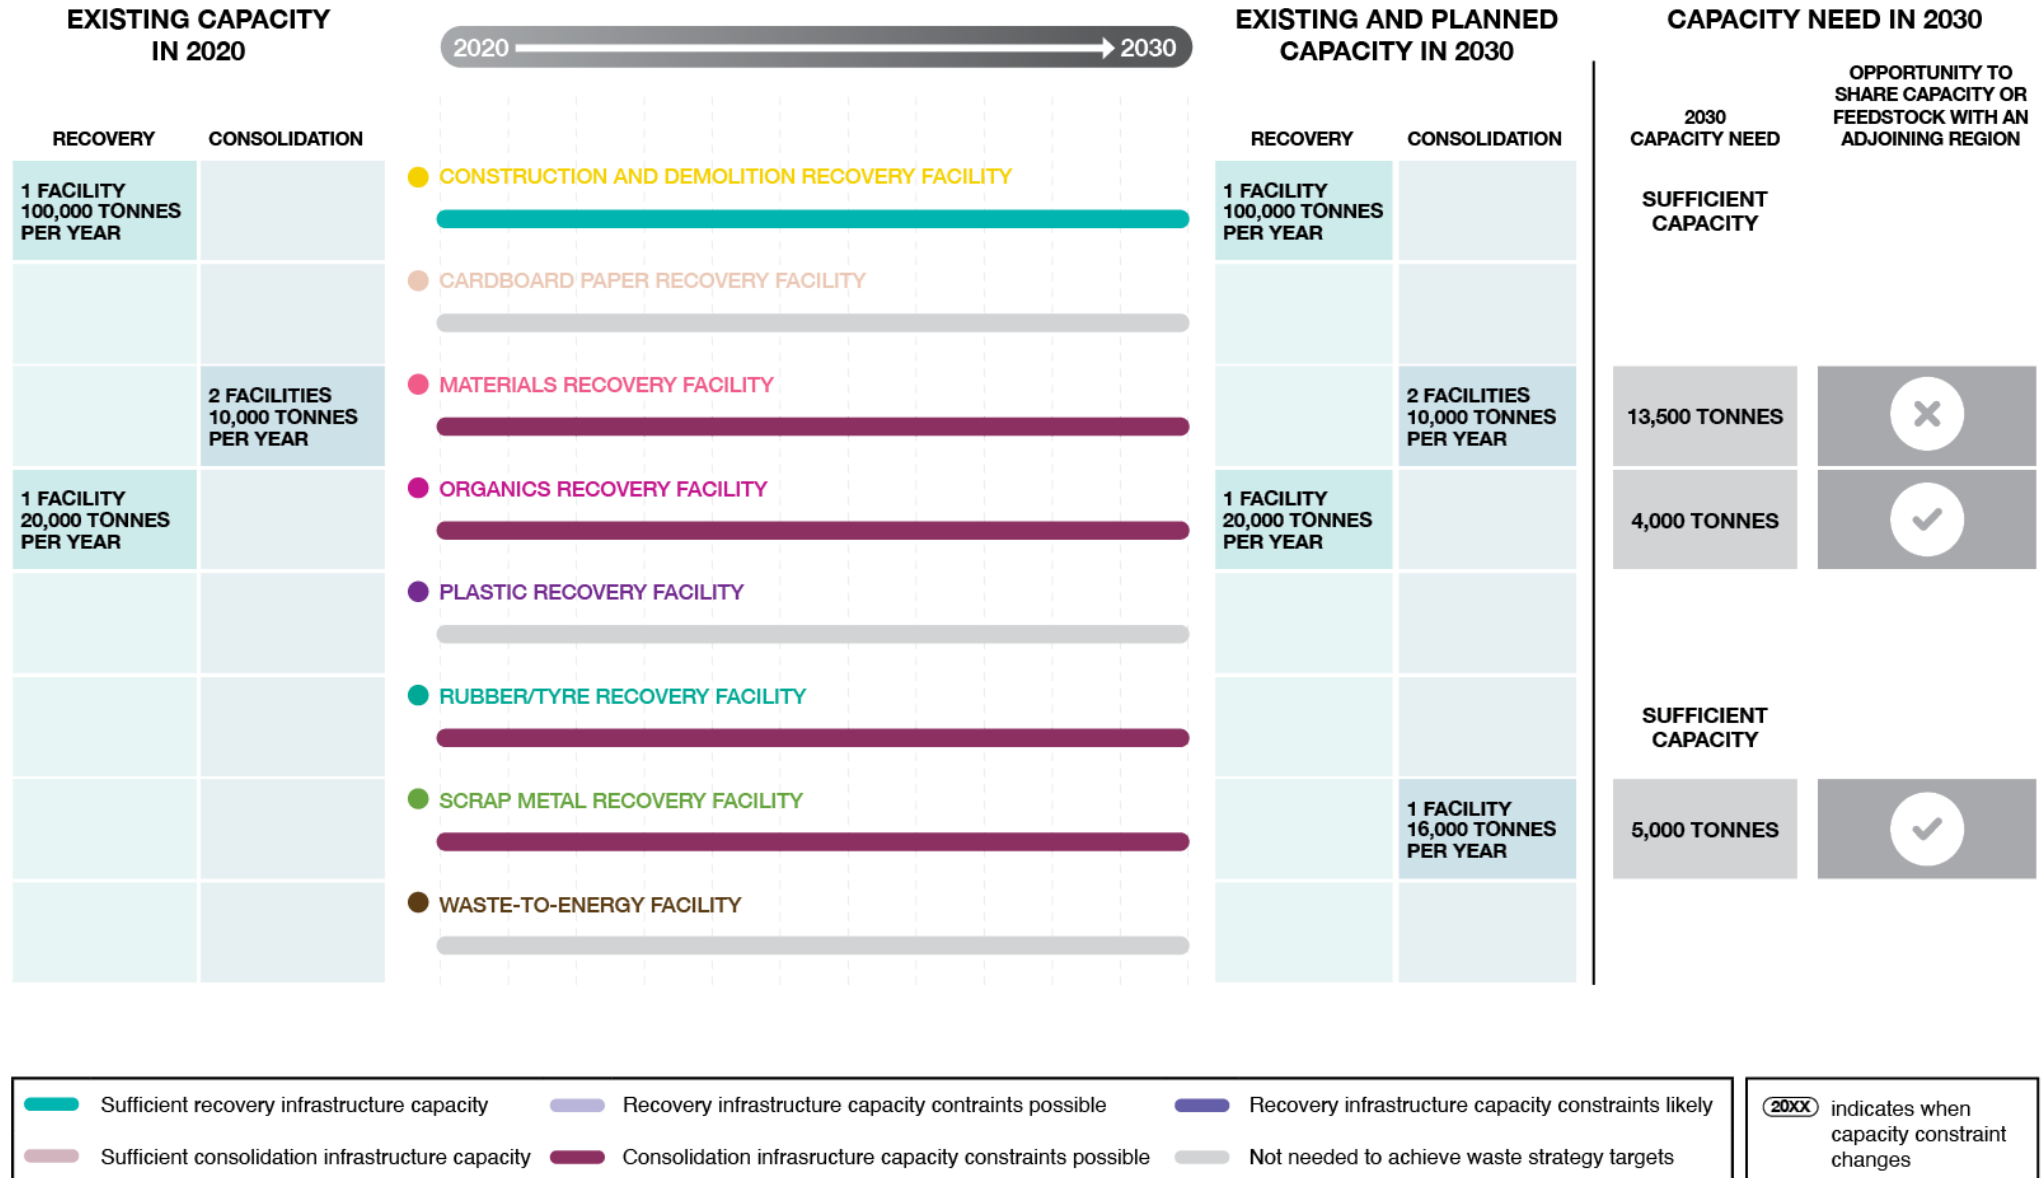 EXISTING CAPACITY
IN 2020
2020
2030
EXISTING AND PLANNED
CAPACITY IN 2030
CAPACITY NEED IN 2030
RECOVERY
CONSOLIDATION
RECOVERY
CONSOLIDATION
2030
CAPACITY NEED
OPPORTUNITY TO
SHARE CAPACITY OR
FEEDSTOCK WITH AN
ADJOINING REGION
1 FACILITY
100,000 TONNES
PER YEAR
CONSTRUCTION AND DEMOLITION RECOVERY FACILITY
1 FACILITY
100,000 TONNES
PER YEAR
SUFFICIENT
CAPACITY
CARDBOARD PAPER RECOVERY FACILITY
2 FACILITIES
10,000 TONNES
PER YEAR
MATERIALS RECOVERY FACILITY
2 FACILITIES
10,000 TONNES
PER YEAR
13,500 TONNES
1 FACILITY
20,000 TONNES
PER YEAR
ORGANICS RECOVERY FACILITY
1 FACILITY
20,000 TONNES
PER YEAR
4,000 TONNES
PLASTIC RECOVERY FACILITY
RUBBER/TYRE RECOVERY FACILITY
SUFFICIENT
CAPACITY
SCRAP METAL RECOVERY FACILITY
1 FACILITY
16,000 TONNES
PER YEAR
5,000 TONNES
WASTE-TO-ENERGY FACILITY
Sufficient recovery infrastructure capacity
Recovery infrastructure capacity contraints possible
Recovery infrastructure capacity constraints likely
Sufficient consolidation infrastructure capacity
Consolidation infrasructure capacity constraints possible
Not needed to achieve waste strategy targets
20XX indicates when
capacity constraint
changes